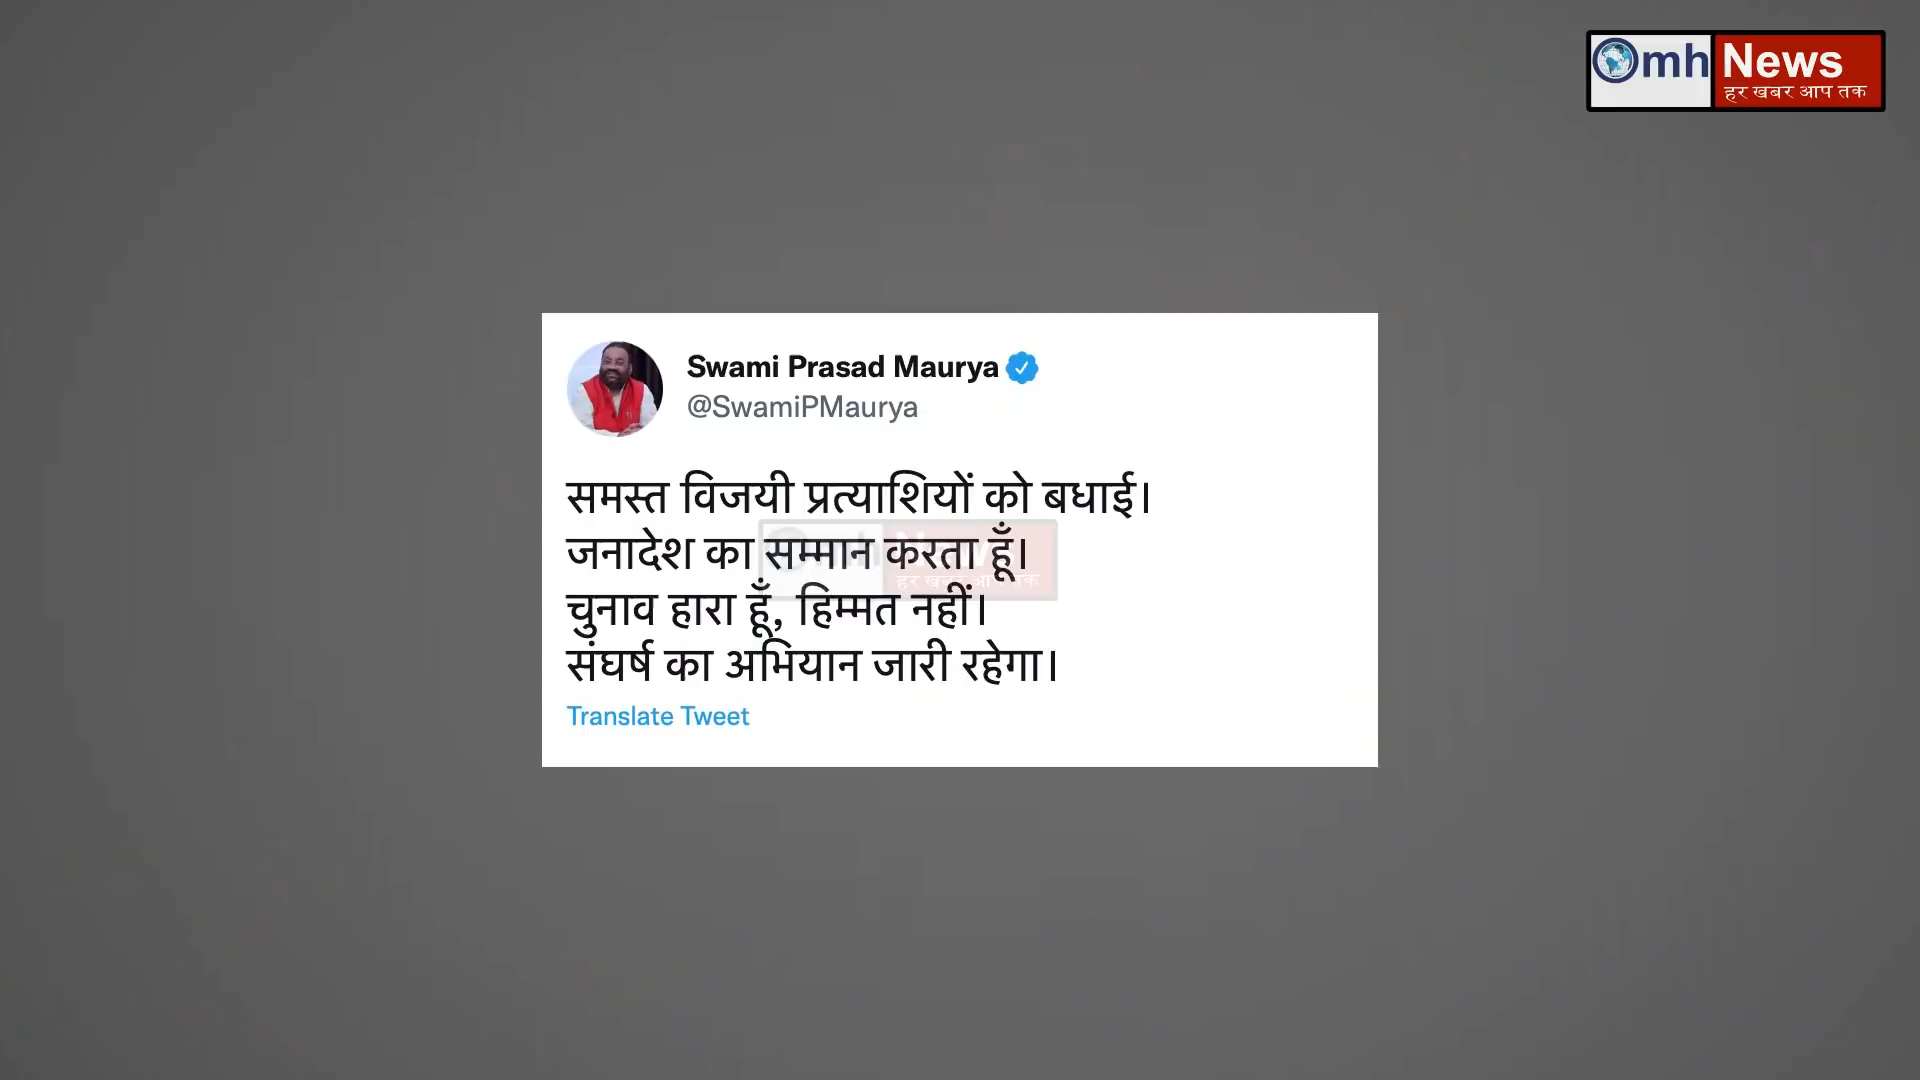 Omh News
हर खबर आप तक
Swami Prasad Maurya
@SwamiPMaurya
समस्त विजयी प्रत्याशियों को बधाई।
जनादेश का सम्मान करता हूँ।
चुनाव हारा हूँ, हिम्मत नहीं।
संघर्ष का अभियान जारी रहेगा।
Translate Tweet